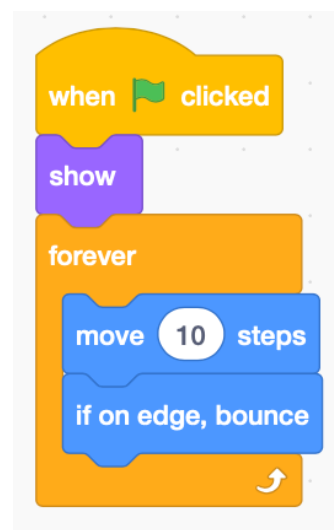 when clicked
show
forever
move 10 steps
if on edge, bounce